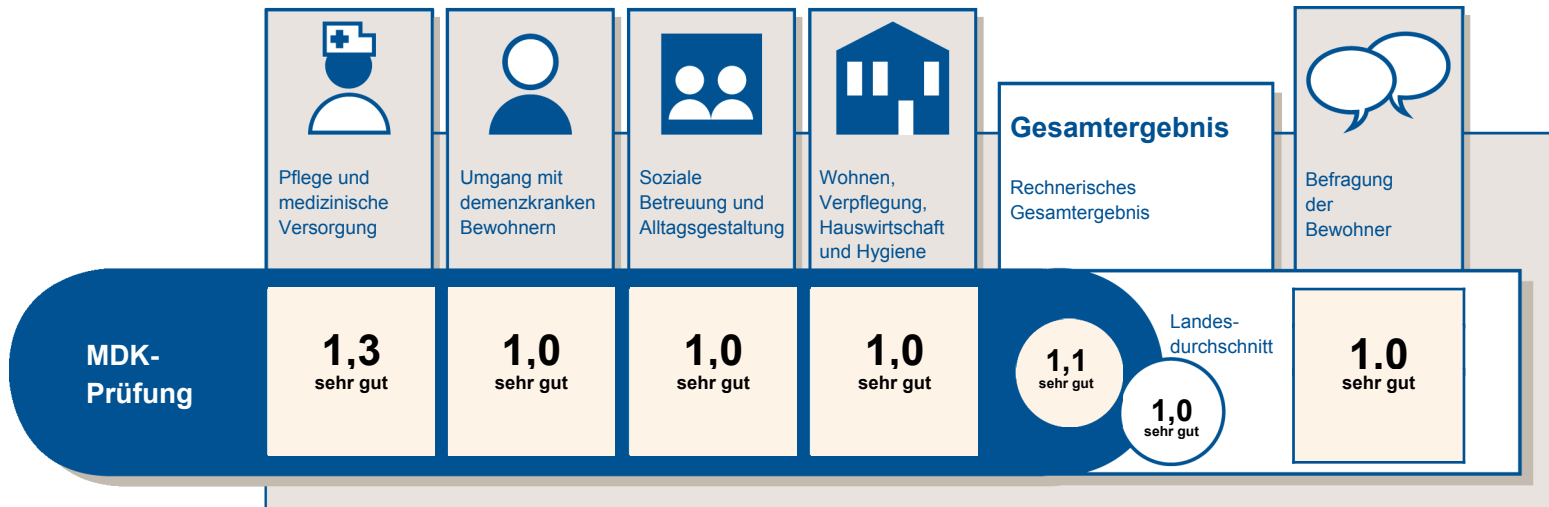 Pflege und
medizinische
Versorgung
Umgang mit
demenzkranken
Bewohnern
Soziale
Betreuung und
Alltagsgestaltung
Wohnen,
Verpflegung,
Hauswirtschaft
und Hygiene
Gesamtergebnis
Rechnerisches
Gesamtergebnis
Befragung
der
Bewohner
MDK-
Prüfung
1,3
sehr gut
1,0
sehr gut
1,0
sehr gut
1,0
sehr gut
1,1
sehr gut
Landes-
durchschnitt
1,0
sehr gut
1.0
sehr gut